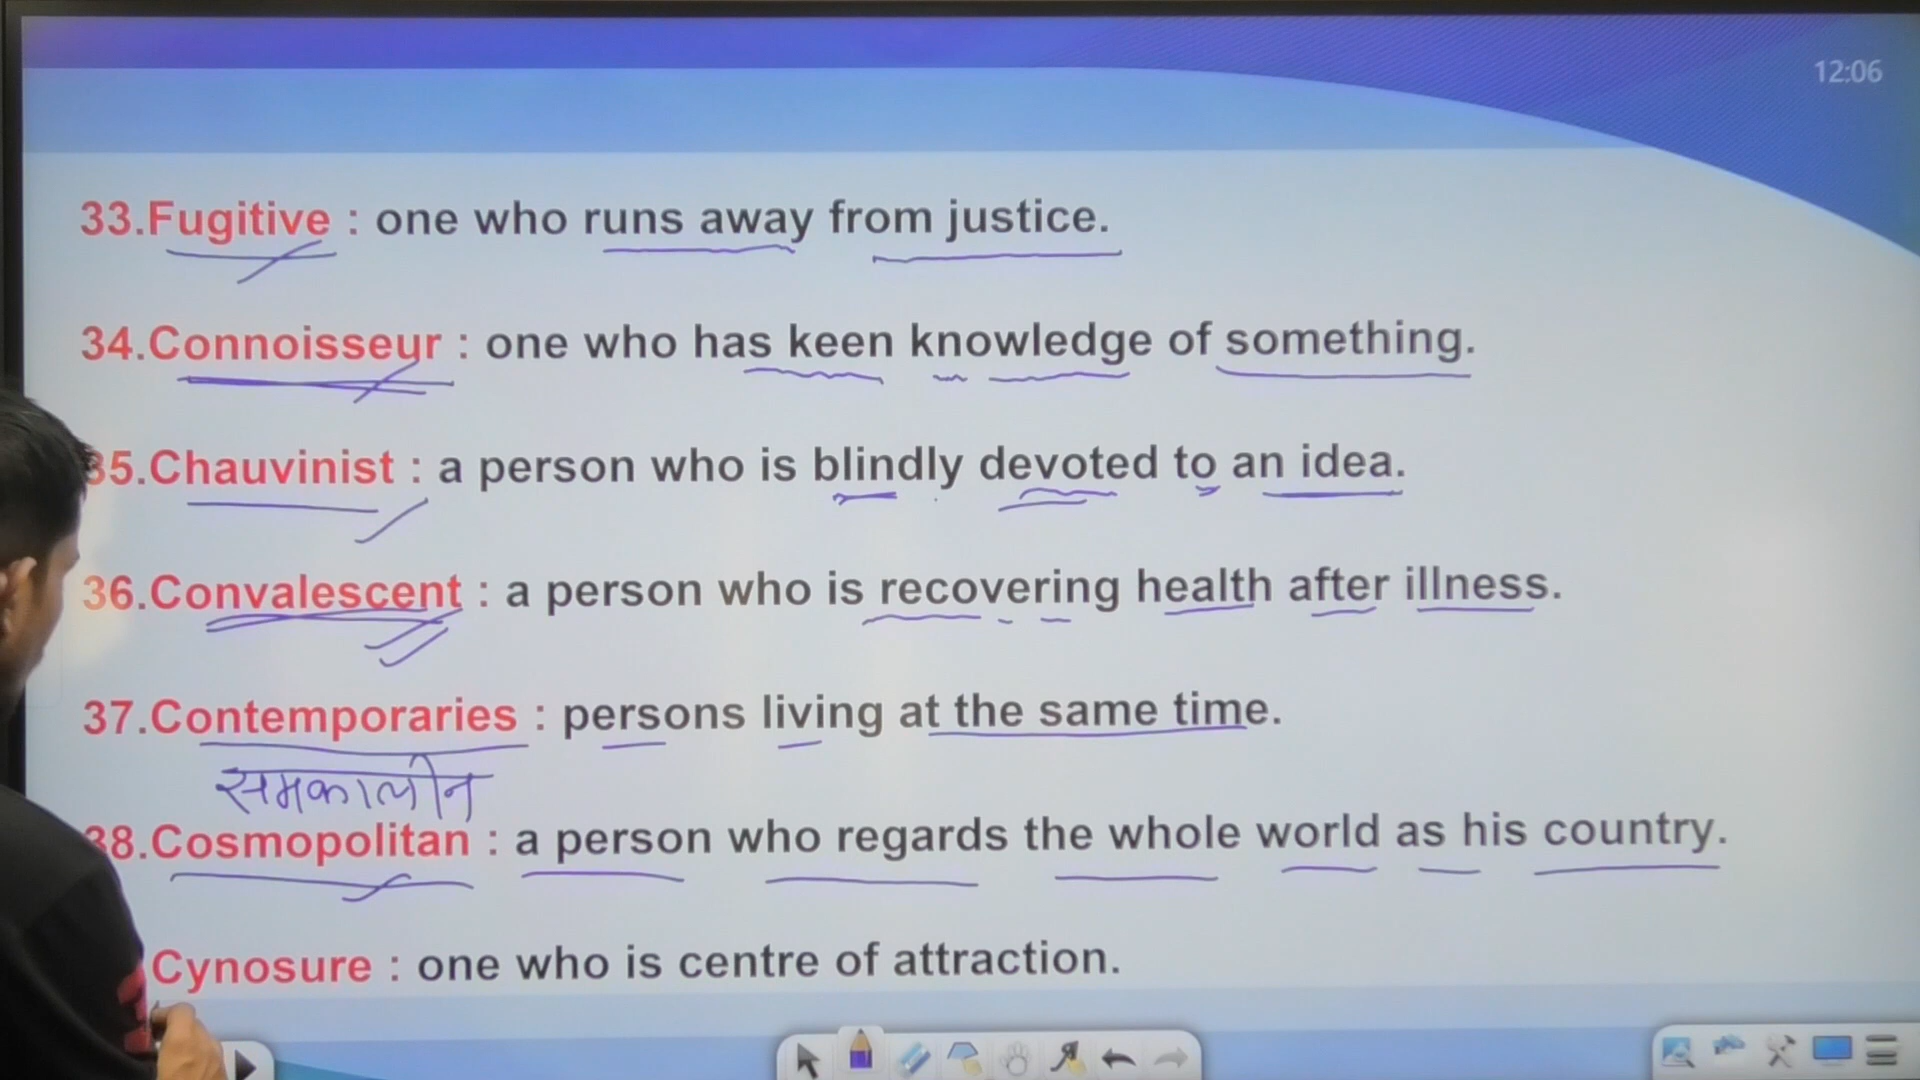 12:06
33.Fugitive : one who runs away from justice.
34.Connoisseur : one who has keen knowledge of something.
35.Chauvinist : a person who is blindly devoted to an idea.
36.Convalescent : a person who is recovering health after illness.
37.Contemporaries : persons living at the same time.
समकालीन
38.Cosmopolitan : a person who regards the whole world as his country.
Cynosure : one who is centre of attraction.